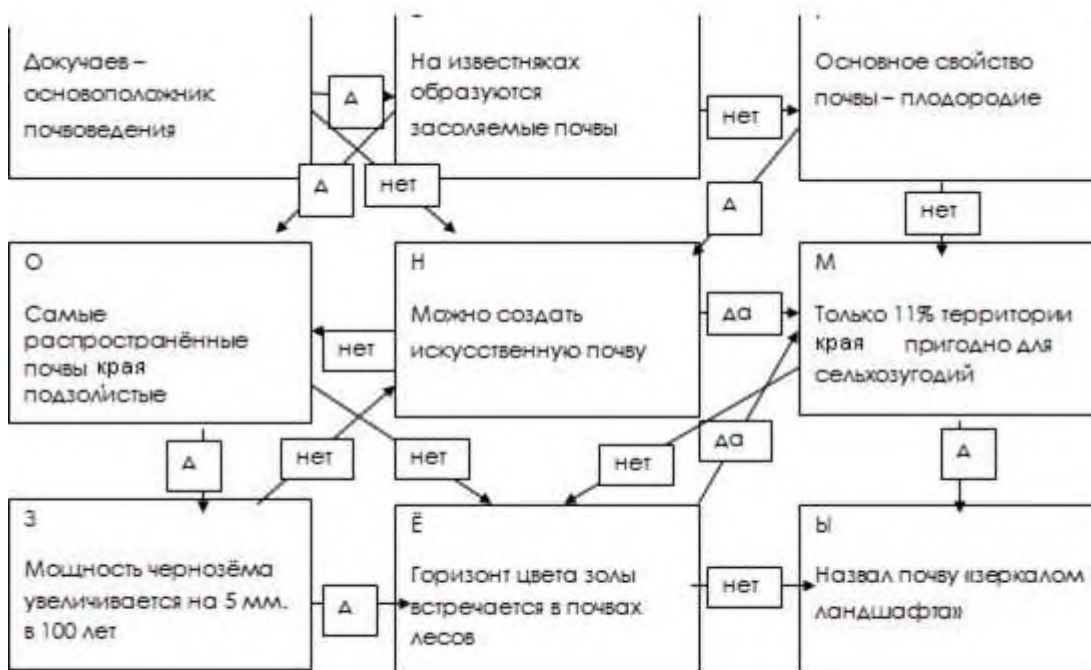 Докучаев –
основоположник
почвоведения
А
На известняках
образуются
засоляемые почвы
нет
Основное свойство
почвы – плодородие
А
нет
А
нет
О
Самые
распространённые
почвы края
подзолистые
нет
Н
Можно создать
искусственную почву
да
М
Только 11% территории
края пригодно для
сельхозугодий
А
нет
нет
нет
да
А
З
Мощность чернозёма
увеличивается на 5 мм.
в 100 лет
А
Ё
Горизонт цвета золы
встречается в почвах
лесов
нет
Ы
Назвал почву «зеркалом
ландшафта»